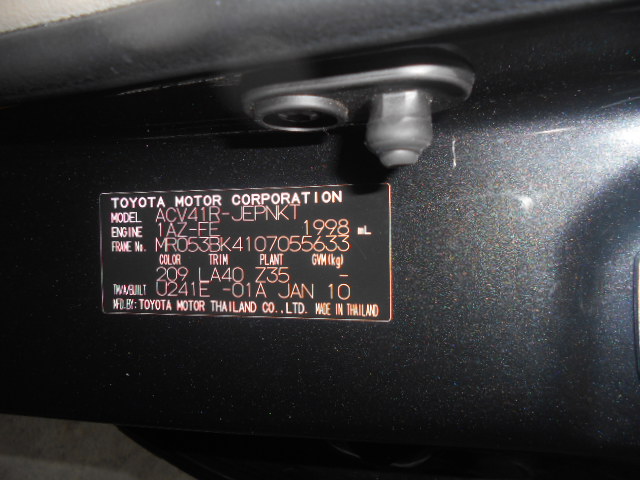 TOYOTA MOTOR CORPORATION
MODEL ACV41R-JEPNKT
ENGINE 1AZ-FE 1998 mL
FRAME No. MR053BK4107055633
COLOR TRIM PLANT GVM(kg)
209 LA40 Z35 -
T/M/A/BUILT U241E -01A JAN 10
MFD.BY: TOYOTA MOTOR THAILAND CO.,LTD. MADE IN THAILAND